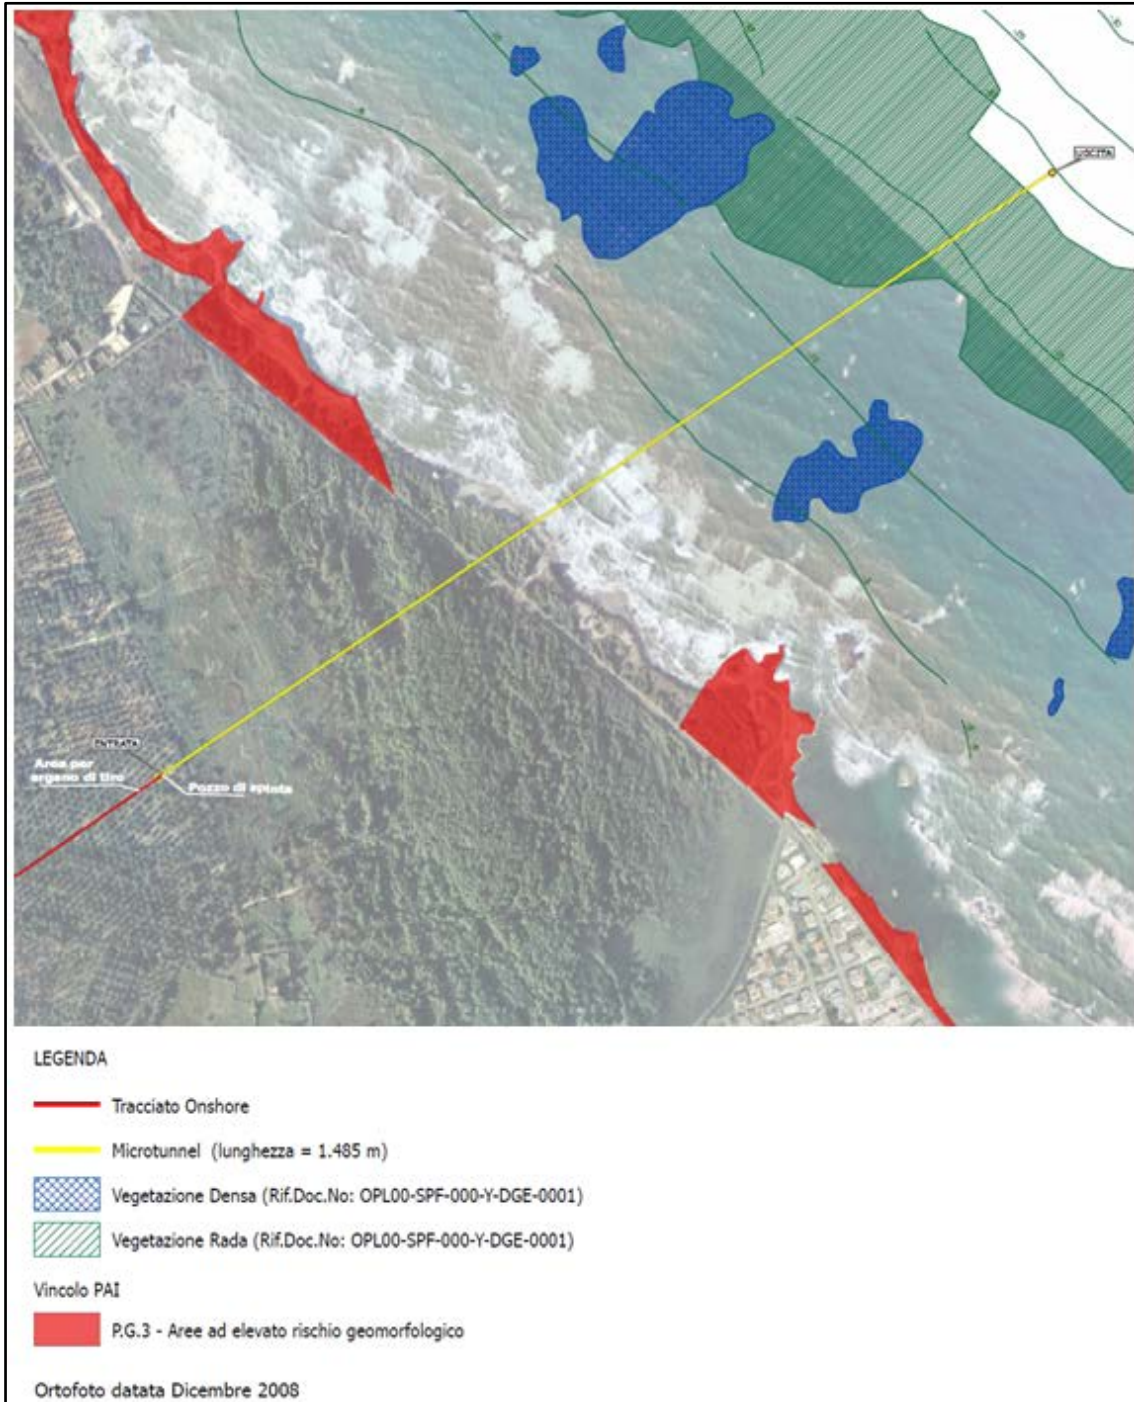 USCITA
ENTRATA
Area per
argano di tiro
Pozzo di spinta
LEGENDA
Tracciato Onshore
Microtunnel (lunghezza = 1.485 m)
Vegetazione Densa (Rif.Doc.No: OPL00-SPF-000-Y-DGE-0001)
Vegetazione Rada (Rif.Doc.No: OPL00-SPF-000-Y-DGE-0001)
Vincolo PAI
P.G.3 - Aree ad elevato rischio geomorfologico
Ortofoto datata Dicembre 2008